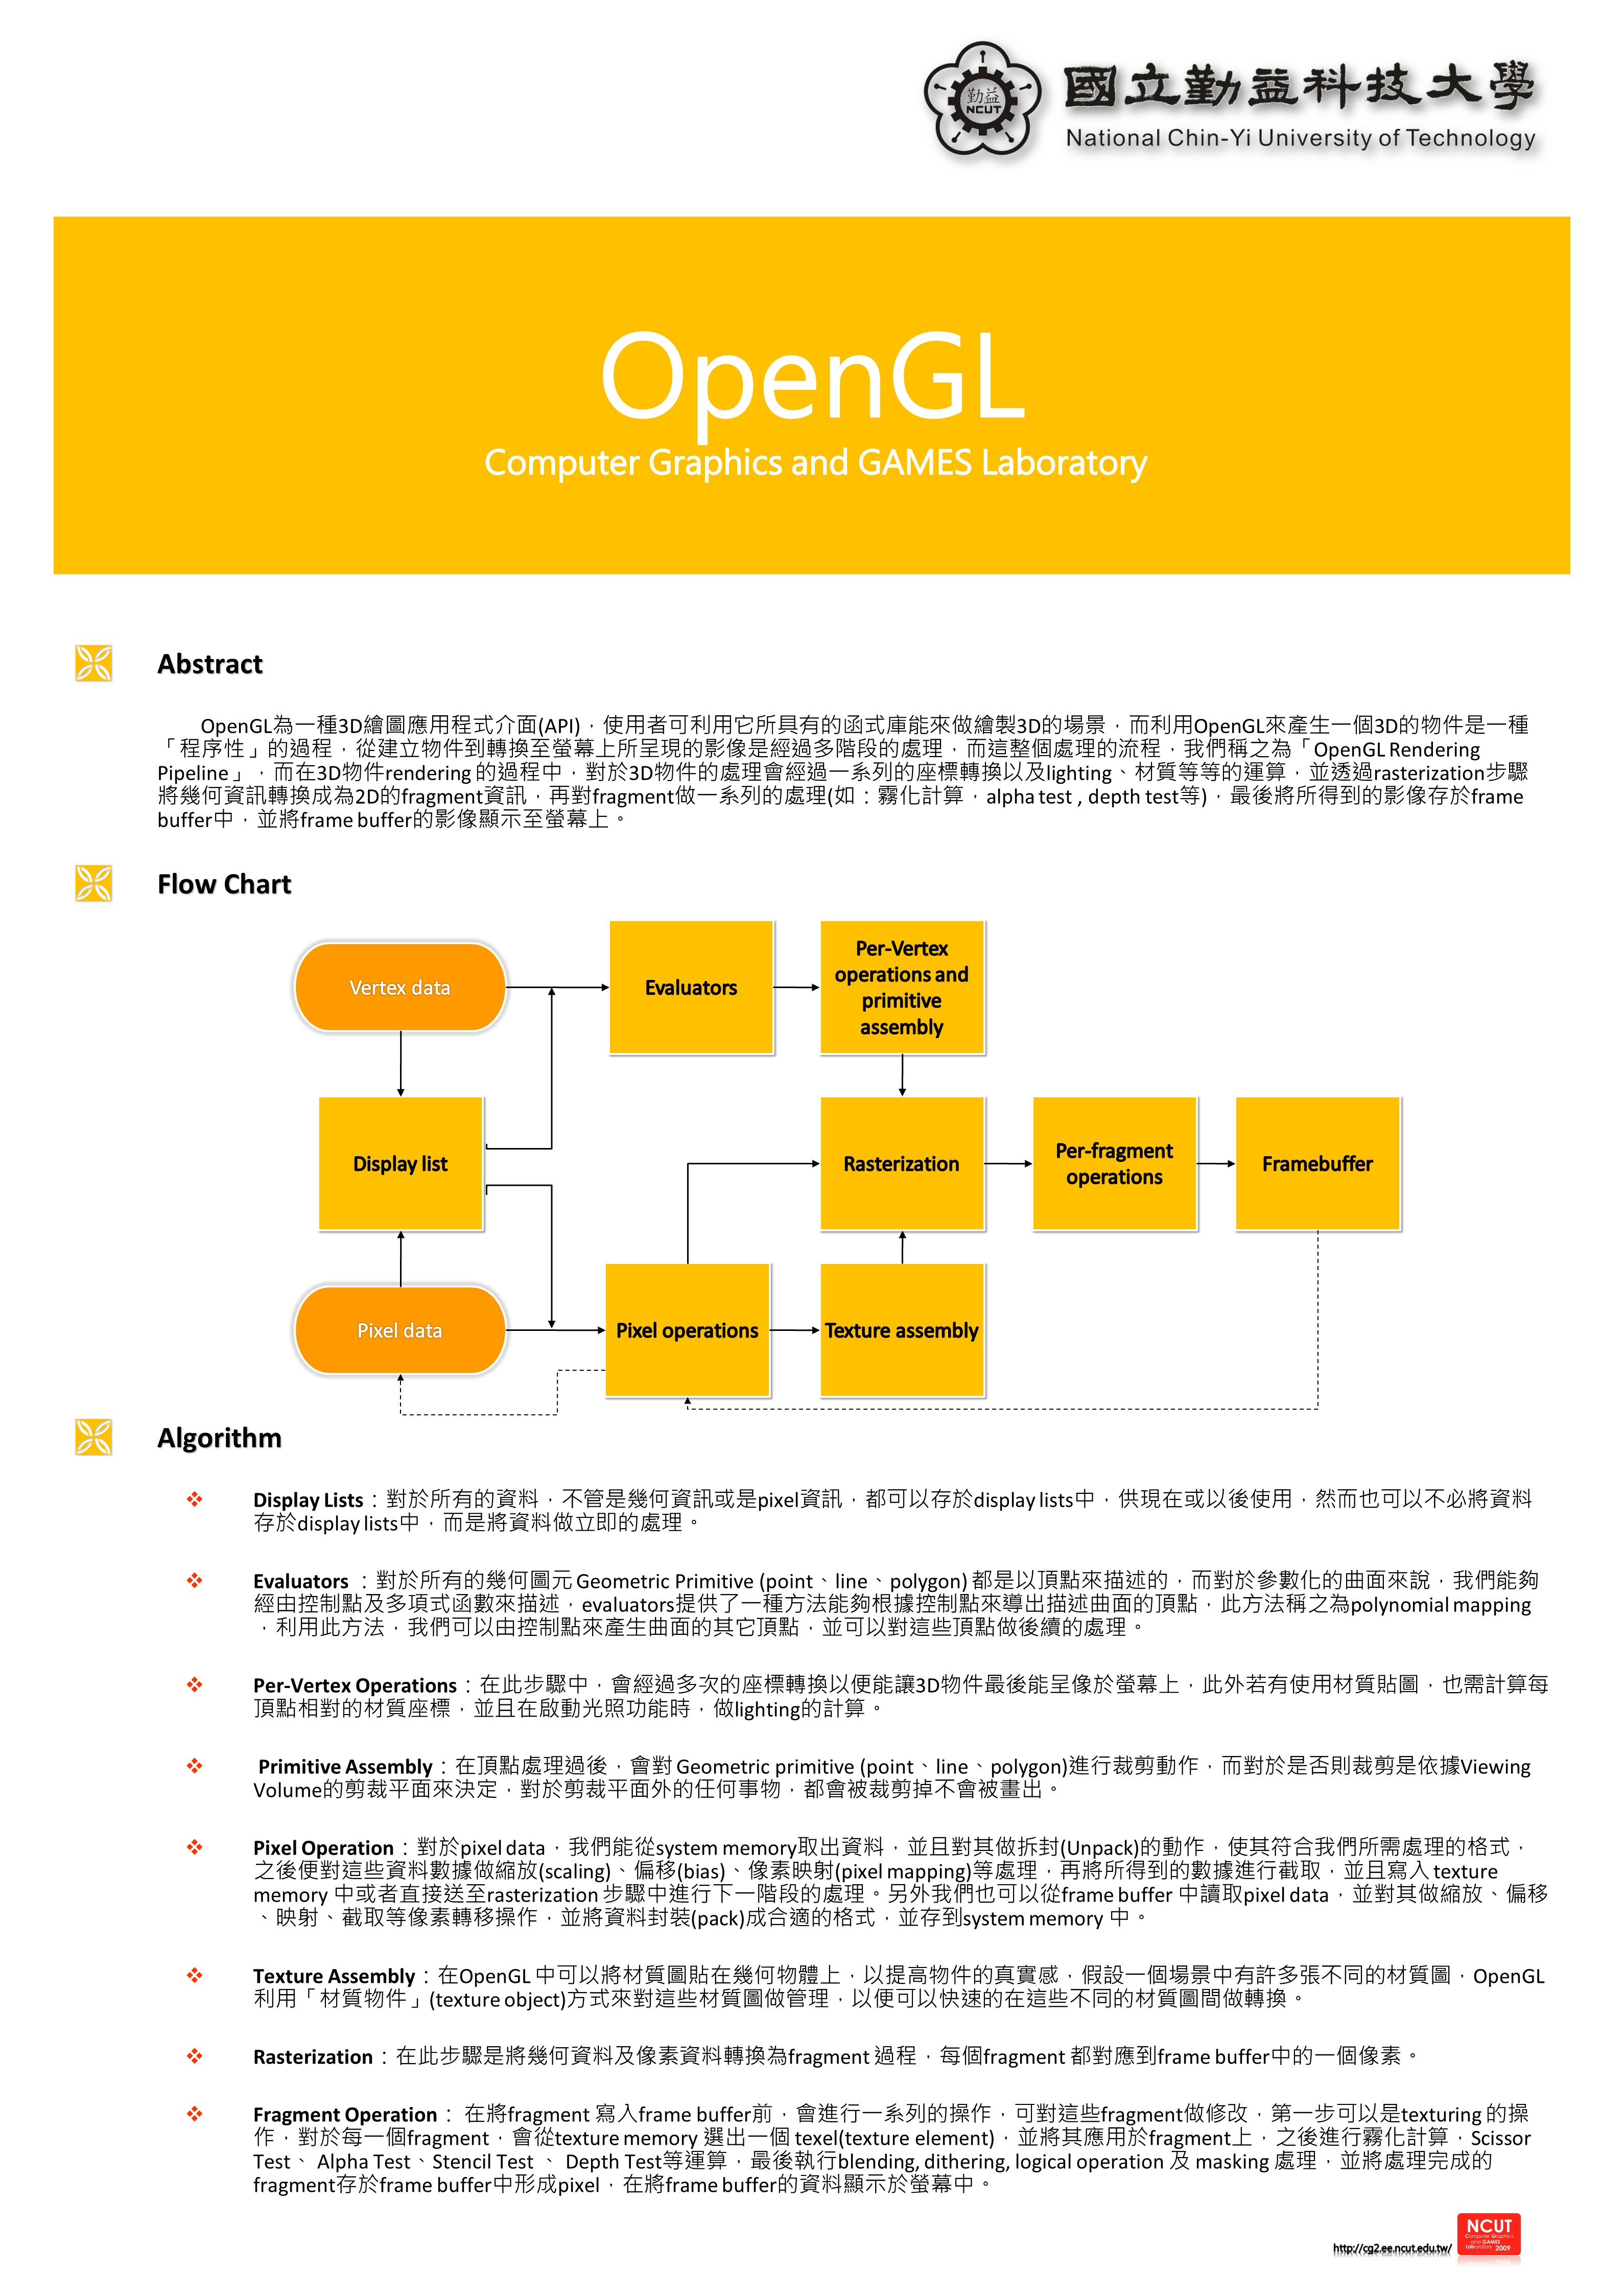 勤益
NCUT
國立勤益科技大學
National Chin-Yi University of Technology
OpenGL
Computer Graphics and GAMES Laboratory
Abstract
OpenGL為一種3D繪圖應用程式介面(API)，使用者可利用它所具有的函式庫能來做繪製3D的場景，而利用OpenGL來產生一個3D的物件是一種
「程序性」的過程，從建立物件到轉換至螢幕上所呈現的影像是經過多階段的處理，而這整個處理的流程，我們稱之為「OpenGL Rendering
Pipeline」，而在3D物件rendering 的過程中，對於3D物件的處理會經過一系列的座標轉換以及lighting、材質等等的運算，並透過rasterization步驟
將幾何資訊轉換成為2D的fragment資訊，再對fragment做一系列的處理(如：霧化計算，alpha test , depth test等)，最後將所得到的影像存於frame
buffer中，並將frame buffer的影像顯示至螢幕上。
Flow Chart
Vertex data
Evaluators
Per-Vertex
operations and
primitive
assembly
Display list
Rasterization
Per-fragment
operations
Framebuffer
Pixel data
Pixel operations
Texture assembly
Algorithm
Display Lists：對於所有的資料，不管是幾何資訊或是pixel資訊，都可以存於display lists中，供現在或以後使用，然而也可以不必將資料
存於display lists中，而是將資料做立即的處理。
Evaluators ：對於所有的幾何圖元 Geometric Primitive (point、line、polygon) 都是以頂點來描述的，而對於參數化的曲面來說，我們能夠
經由控制點及多項式函數來描述，evaluators提供了一種方法能夠根據控制點來導出描述曲面的頂點，此方法稱之為polynomial mapping
，利用此方法，我們可以由控制點來產生曲面的其它頂點，並可以對這些頂點做後續的處理。
Per-Vertex Operations：在此步驟中，會經過多次的座標轉換以便能讓3D物件最後能呈像於螢幕上，此外若有使用材質貼圖，也需計算每
頂點相對的材質座標，並且在啟動光照功能時，做lighting的計算。
Primitive Assembly：在頂點處理過後，會對 Geometric primitive (point、line、polygon)進行裁剪動作，而對於是否則裁剪是依據Viewing
Volume的剪裁平面來決定，對於剪裁平面外的任何事物，都會被裁剪掉不會被畫出。
Pixel Operation：對於pixel data，我們能從system memory取出資料，並且對其做拆封(Unpack)的動作，使其符合我們所需處理的格式，
之後便對這些資料數據做縮放(scaling)、偏移(bias)、像素映射(pixel mapping)等處理，再將所得到的數據進行截取，並且寫入 texture
memory 中或者直接送至rasterization 步驟中進行下一階段的處理。另外我們也可以從frame buffer 中讀取pixel data，並對其做縮放、偏移
、映射、截取等像素轉移操作，並將資料封裝(pack)成合適的格式，並存到system memory 中。
Texture Assembly：在OpenGL 中可以將材質圖貼在幾何物體上，以提高物件的真實感，假設一個場景中有許多張不同的材質圖，OpenGL
利用「材質物件」(texture object)方式來對這些材質圖做管理，以便可以快速的在這些不同的材質圖間做轉換。
Rasterization：在此步驟是將幾何資料及像素資料轉換為fragment 過程，每個fragment 都對應到frame buffer中的一個像素。
Fragment Operation： 在將fragment 寫入frame buffer前，會進行一系列的操作，可對這些fragment做修改，第一步可以是texturing 的操
作，對於每一個fragment，會從texture memory 選出一個 texel(texture element)，並將其應用於fragment上，之後進行霧化計算，Scissor
Test、 Alpha Test、Stencil Test 、 Depth Test等運算，最後執行blending, dithering, logical operation 及 masking 處理，並將處理完成的
fragment存於frame buffer中形成pixel，在將frame buffer的資料顯示於螢幕中。
http://cg2.ee.ncut.edu.tw/
NCUT
Computer Graphics
and GAMES
Laboratory 2009